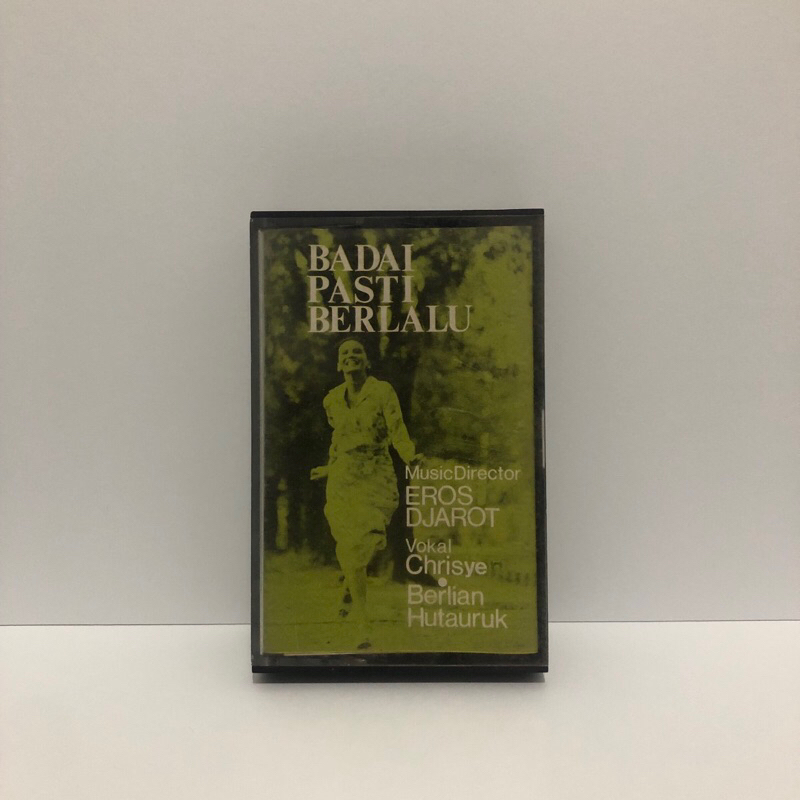 BADAI
PASTI
BERLALU
MusicDirector
EROS
DJAROT
Vokal
Chrisye
•
Berlian
Hutauruk